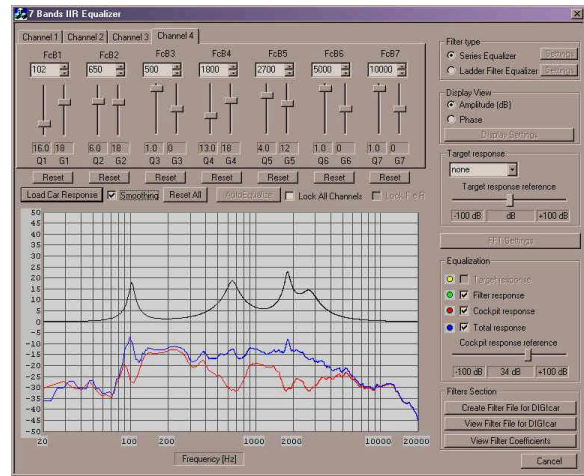 7 Bands IIR Equalizer
Channel 1 Channel 2 Channel 3 Channel 4
FcB1 FcB2 FcB3 FcB4 FcB5 FcB6 FcB7
102 650 500 1800 2700 5000 10000
16.0 18 6.0 18 1.0 0 13.0 18 4.0 12 1.0 0 1.0 0
Q1 G1 Q2 G2 Q3 G3 Q4 G4 Q5 G5 Q6 G6 Q7 G7
Reset Reset Reset Reset Reset Reset Reset
Load Car Response Smoothing Reset All AutoEqualize Lock All Channels Lock F e R
50
45
40
35
30
25
20
15
10
5
0
-5
-10
-15
-20
-25
-30
-35
-40
-45
-50
20 100 200 1000 2000 10000 20000
Frequency [Hz]
Filter type
Series Equalizer Settings
Ladder Filter Equalizer Settings
Display View
Amplitude (dB)
Phase
Display Settings
Target response
none
Target response reference
-100 dB dB +100 dB
FFT Settings
Equalization
Target response
Filter response
Cockpit response
Total response
Cockpit response reference
-100 dB 34 dB +100 dB
Filters Section
Create Filter File for DIGIcar
View Filter File for DIGIcar
View Filter Coefficients
Cancel